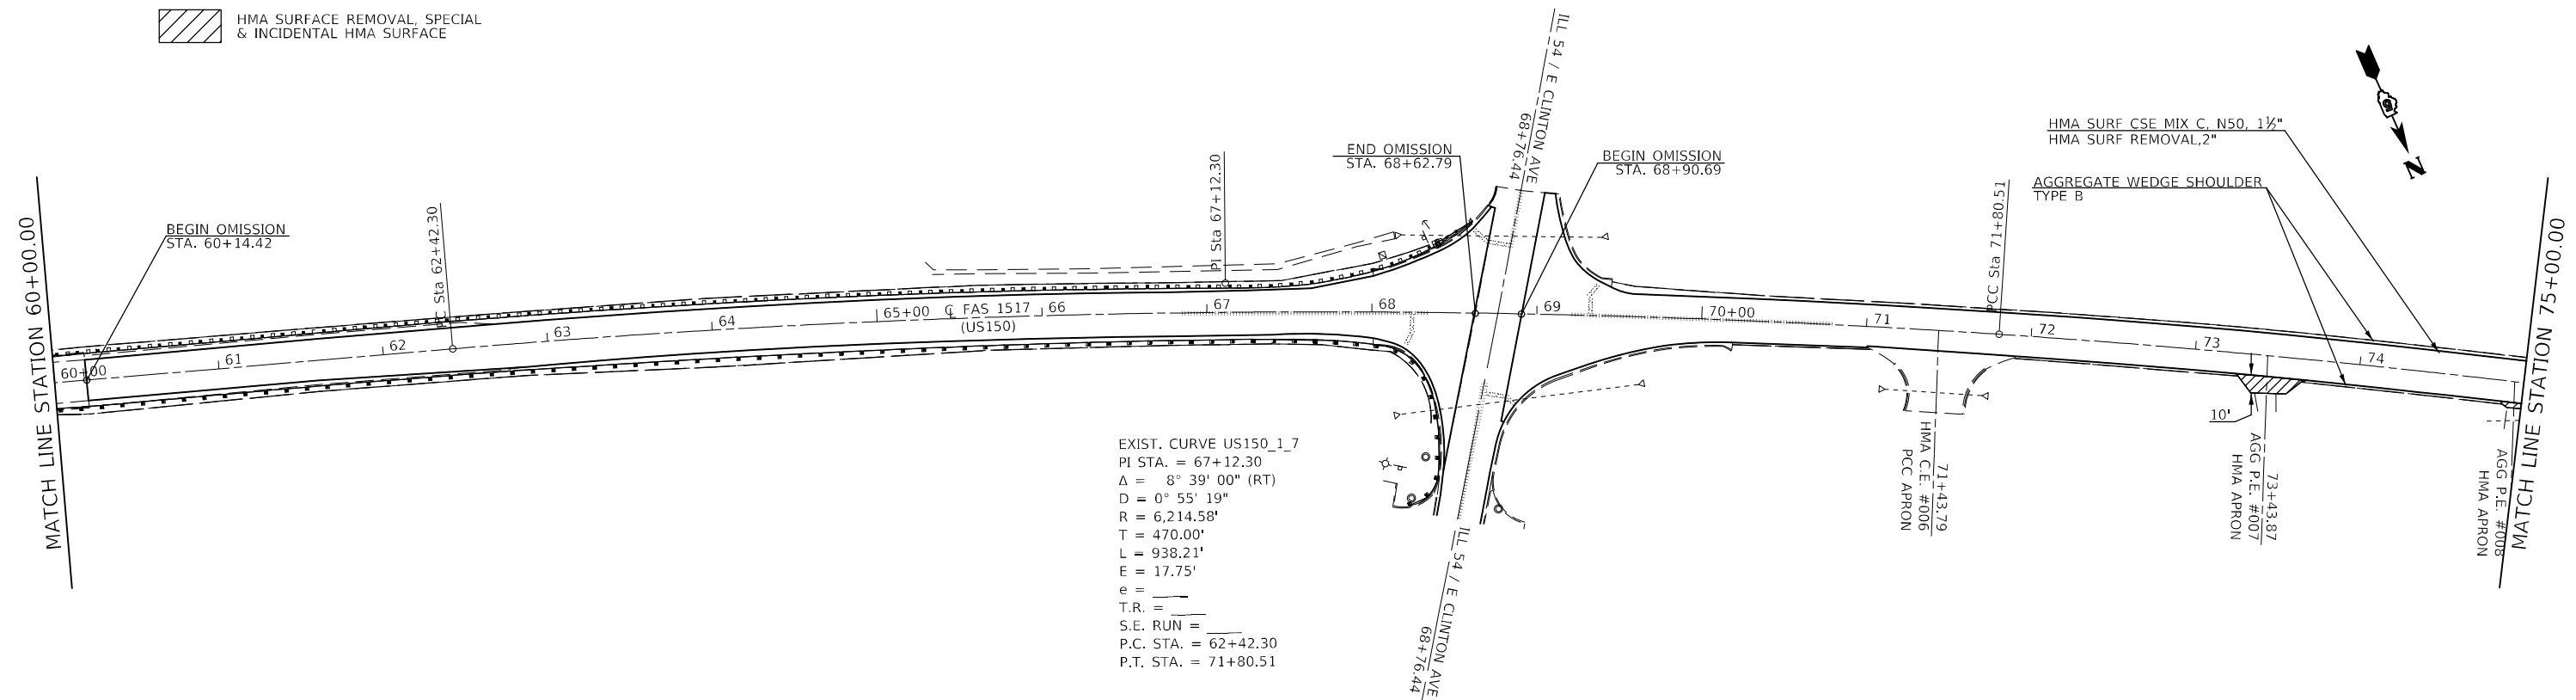 HMA SURFACE REMOVAL, SPECIAL
& INCIDENTAL HMA SURFACE
MATCH LINE STATION 60+00.00
BEGIN OMISSION
STA. 60+14.42
PC Sta 62+42.30
PI Sta 67+12.30
END OMISSION
STA. 68+62.79
ILL 54 / E CLINTON AVE
68+76.44
BEGIN OMISSION
STA. 68+90.69
PCC Sta 71+80.51
HMA SURF CSE MIX C, N50, 1½"
HMA SURF REMOVAL,2"
AGGREGATE WEDGE SHOULDER
TYPE B
N
MATCH LINE STATION 75+00.00
60+00
61
62
63
64
65+00
℄ FAS 1517
(US150)
66
67
68
69
70+00
71
72
73
74
10'
71+43.79
HMA C.E. #006
PCC APRON
73+43.87
AGG P.E. #007
HMA APRON
AGG P.E. #008
HMA APRON
EXIST. CURVE US150_1_7
PI STA. = 67+12.30
Δ = 8° 39' 00" (RT)
D = 0° 55' 19"
R = 6,214.58'
T = 470.00'
L = 938.21'
E = 17.75'
e = ____
T.R. = ____
S.E. RUN = ____
P.C. STA. = 62+42.30
P.T. STA. = 71+80.51
ILL 54 / E CLINTON AVE
68+76.44